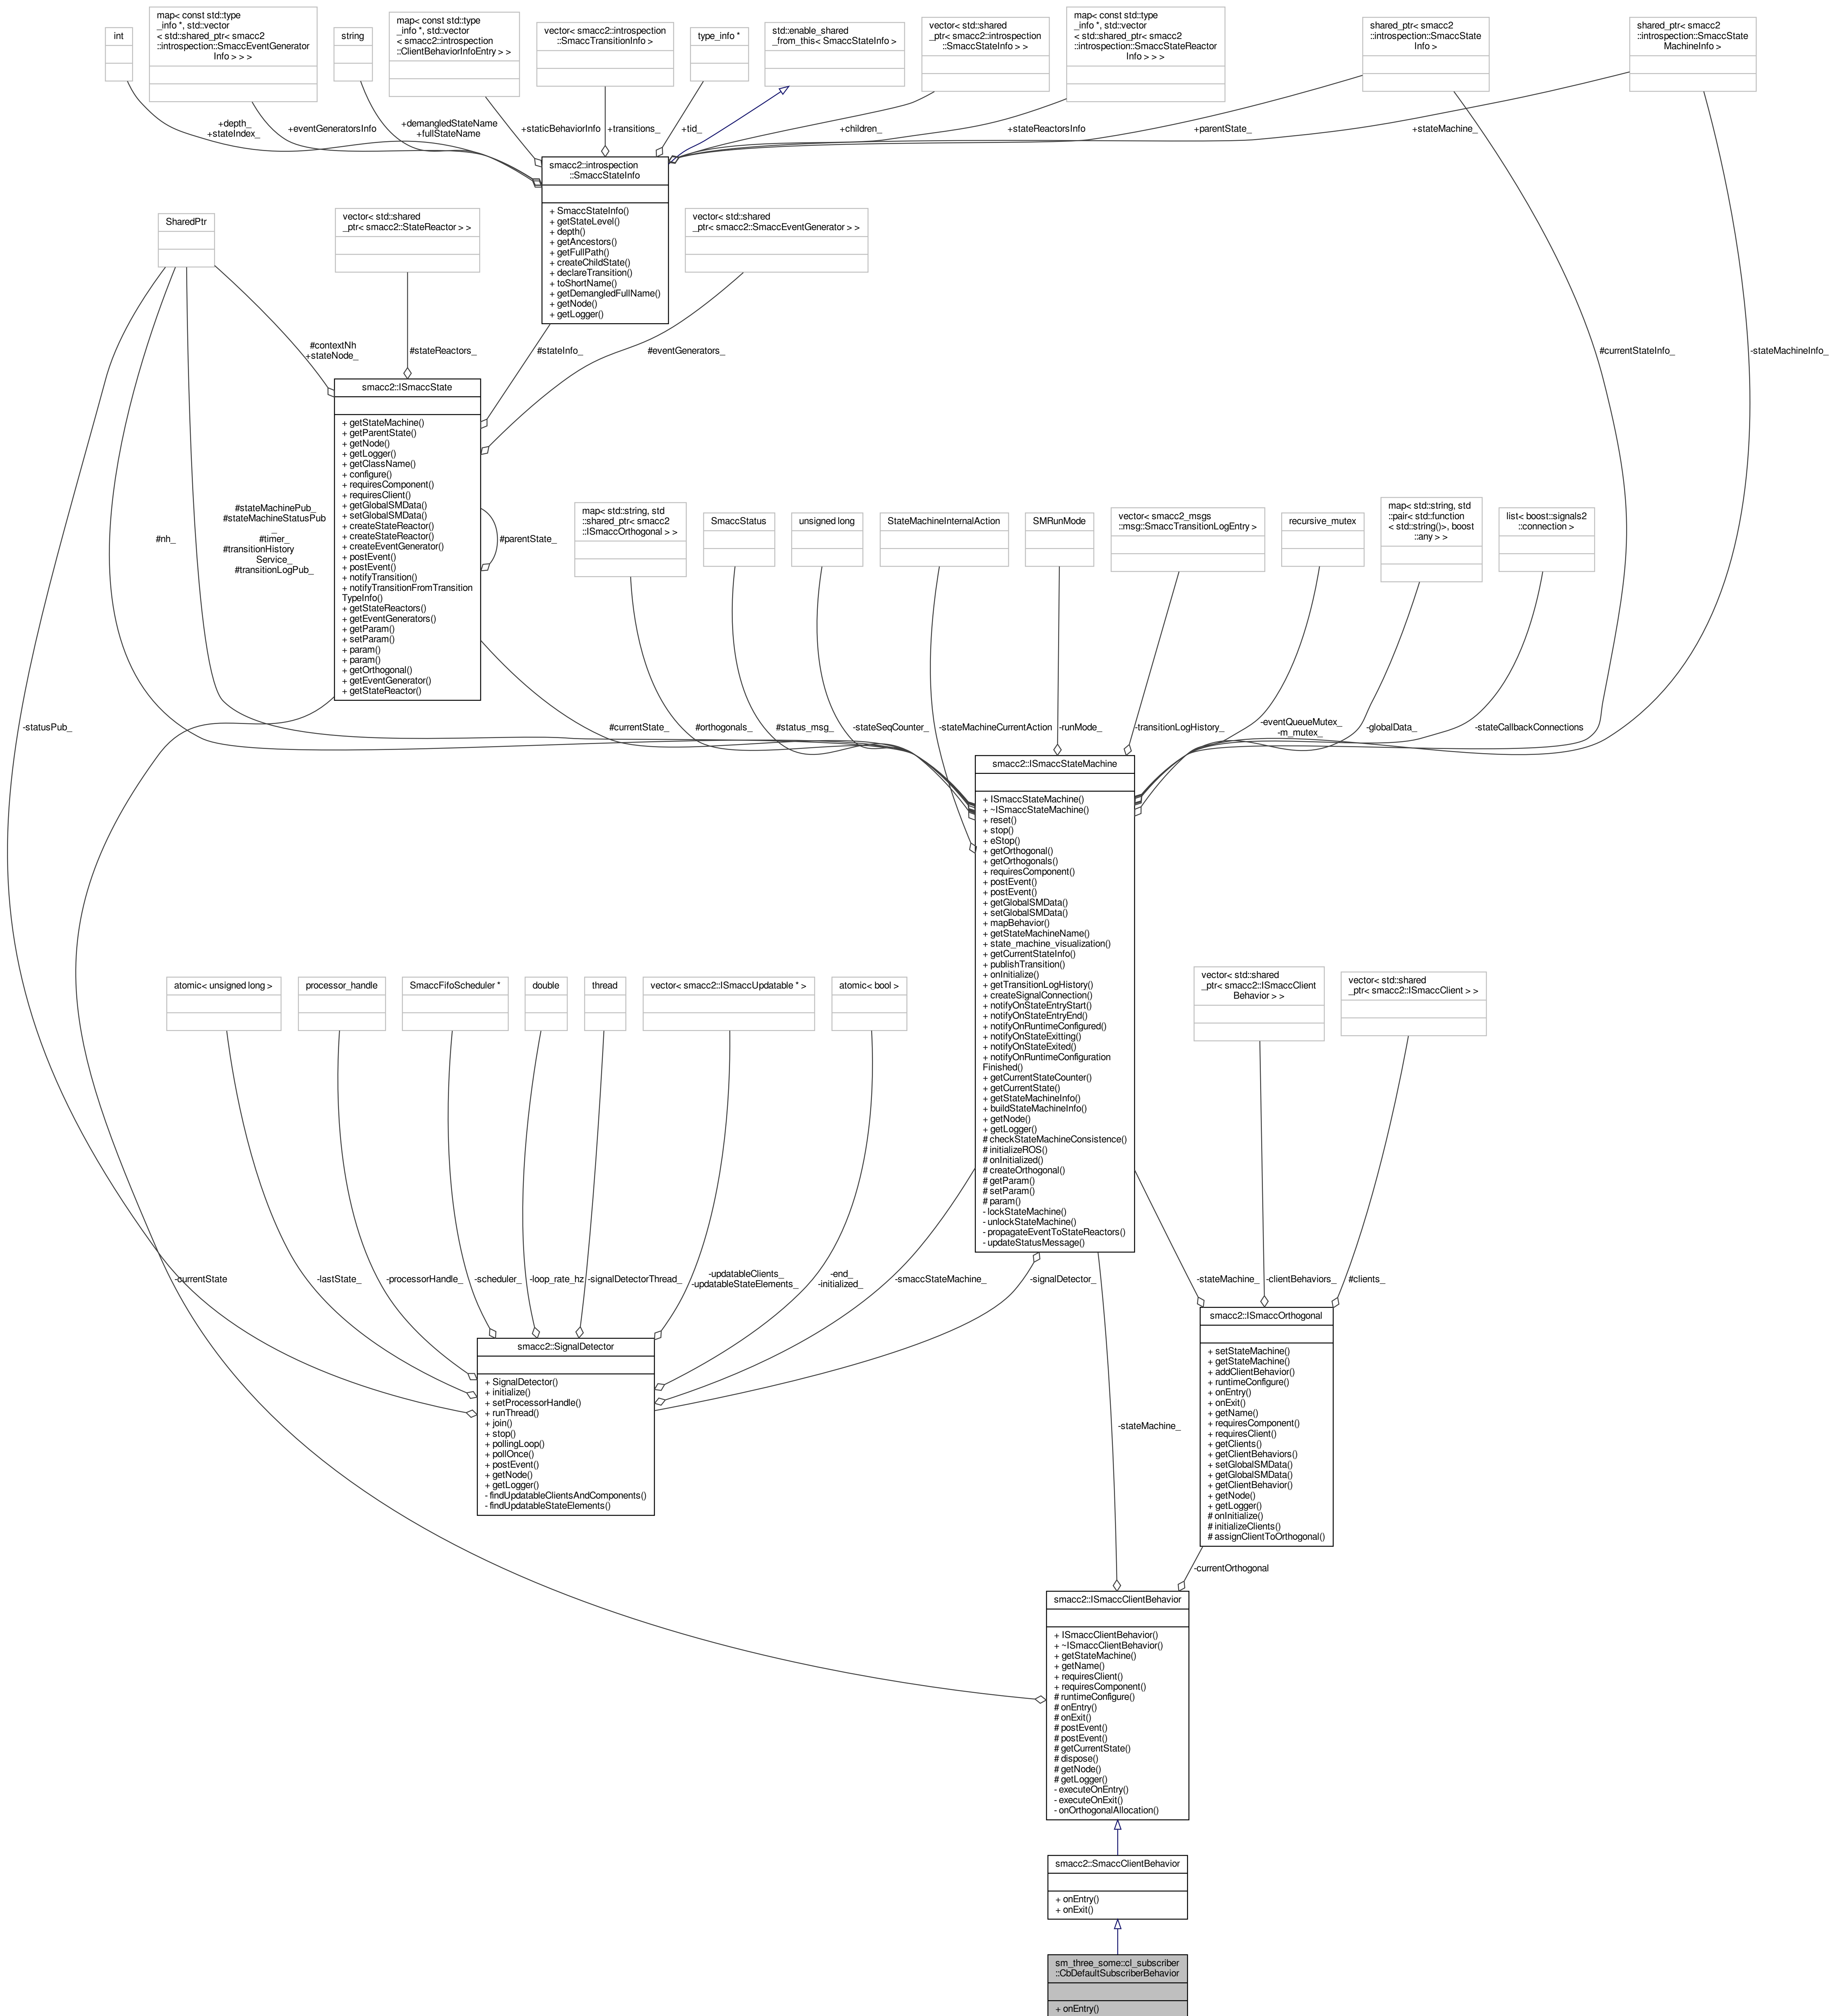 int
map< const std::type
_info *, std::vector
< std::shared_ptr< smacc2
::introspection::SmaccEventGenerator
Info > > >
string
map< const std::type
_info *, std::vector
< smacc2::introspection
::ClientBehaviorInfoEntry > >
vector< smacc2::introspection
::SmaccTransitionInfo >
type_info *
std::enable_shared
_from_this< SmaccStateInfo >
vector< std::shared
_ptr< smacc2::introspection
::SmaccStateInfo > >
map< const std::type
_info *, std::vector
< std::shared_ptr< smacc2
::introspection::SmaccStateReactor
Info > > >
shared_ptr< smacc2
::introspection::SmaccState
Info >
shared_ptr< smacc2
::introspection::SmaccState
MachineInfo >
+depth_
+stateIndex_
+eventGeneratorsInfo
+demangledStateName
+fullStateName
+staticBehaviorInfo
+transitions_
+tid_
+children_
+stateReactorsInfo
+parentState_
+stateMachine_
smacc2::introspection
::SmaccStateInfo
+ SmaccStateInfo()
+ getStateLevel()
+ depth()
+ getAncestors()
+ getFullPath()
+ createChildState()
+ declareTransition()
+ toShortName()
+ getDemangledFullName()
+ getNode()
+ getLogger()
SharedPtr
vector< std::shared
_ptr< smacc2::StateReactor > >
vector< std::shared
_ptr< smacc2::SmaccEventGenerator > >
#contextNh
+stateNode_
#stateReactors_
#stateInfo_
#eventGenerators_
#currentStateInfo_
-stateMachineInfo_
smacc2::ISmaccState
+ getStateMachine()
+ getParentState()
+ getNode()
+ getLogger()
+ getClassName()
+ configure()
+ requiresComponent()
+ requiresClient()
+ getGlobalSMData()
+ setGlobalSMData()
+ createStateReactor()
+ createStateReactor()
+ createEventGenerator()
+ postEvent()
+ postEvent()
+ notifyTransition()
+ notifyTransitionFromTransition
TypeInfo()
+ getStateReactors()
+ getEventGenerators()
+ getParam()
+ setParam()
+ param()
+ param()
+ getOrthogonal()
+ getEventGenerator()
+ getStateReactor()
#parentState_
#nh_
#stateMachinePub_
#stateMachineStatusPub
_
#timer_
#transitionHistory
Service_
#transitionLogPub_
map< std::string, std
::shared_ptr< smacc2
::ISmaccOrthogonal > >
SmaccStatus
unsigned long
StateMachineInternalAction
SMRunMode
vector< smacc2_msgs
::msg::SmaccTransitionLogEntry >
recursive_mutex
map< std::string, std
::pair< std::function
< std::string()>, boost
::any > >
list< boost::signals2
::connection >
-statusPub_
#currentState_
#orthogonals_
#status_msg_
-stateSeqCounter_
-stateMachineCurrentAction
-runMode_
-transitionLogHistory_
-eventQueueMutex_
-m_mutex_
-globalData_
-stateCallbackConnections
smacc2::ISmaccStateMachine
+ ISmaccStateMachine()
+ ~ISmaccStateMachine()
+ reset()
+ stop()
+ eStop()
+ getOrthogonal()
+ getOrthogonals()
+ requiresComponent()
+ postEvent()
+ postEvent()
+ getGlobalSMData()
+ setGlobalSMData()
+ mapBehavior()
+ getStateMachineName()
+ state_machine_visualization()
+ getCurrentStateInfo()
+ publishTransition()
+ onInitialize()
+ getTransitionLogHistory()
+ createSignalConnection()
+ notifyOnStateEntryStart()
+ notifyOnStateEntryEnd()
+ notifyOnRuntimeConfigured()
+ notifyOnStateExitting()
+ notifyOnStateExited()
+ notifyOnRuntimeConfiguration
Finished()
+ getCurrentStateCounter()
+ getCurrentState()
+ getStateMachineInfo()
+ buildStateMachineInfo()
+ getNode()
+ getLogger()
# checkStateMachineConsistence()
# initializeROS()
# onInitialized()
# createOrthogonal()
# getParam()
# setParam()
# param()
- lockStateMachine()
- unlockStateMachine()
- propagateEventToStateReactors()
- updateStatusMessage()
atomic< unsigned long >
processor_handle
SmaccFifoScheduler *
double
thread
vector< smacc2::ISmaccUpdatable * >
atomic< bool >
vector< std::shared
_ptr< smacc2::ISmaccClient
Behavior > >
vector< std::shared
_ptr< smacc2::ISmaccClient > >
-currentState
-lastState_
-processorHandle_
-scheduler_
-loop_rate_hz
-signalDetectorThread_
-updatableClients_
-updatableStateElements_
-end_
-initialized_
-smaccStateMachine_
-signalDetector_
-stateMachine_
-clientBehaviors_
#clients_
smacc2::SignalDetector
+ SignalDetector()
+ initialize()
+ setProcessorHandle()
+ runThread()
+ join()
+ stop()
+ pollingLoop()
+ pollOnce()
+ postEvent()
+ getNode()
+ getLogger()
- findUpdatableClientsAndComponents()
- findUpdatableStateElements()
smacc2::ISmaccOrthogonal
+ setStateMachine()
+ getStateMachine()
+ addClientBehavior()
+ runtimeConfigure()
+ onEntry()
+ onExit()
+ getName()
+ requiresComponent()
+ requiresClient()
+ getClients()
+ getClientBehaviors()
+ setGlobalSMData()
+ getGlobalSMData()
+ getClientBehavior()
+ getNode()
+ getLogger()
# onInitialize()
# initializeClients()
# assignClientToOrthogonal()
-stateMachine_
-currentOrthogonal
smacc2::ISmaccClientBehavior
+ ISmaccClientBehavior()
+ ~ISmaccClientBehavior()
+ getStateMachine()
+ getName()
+ requiresClient()
+ requiresComponent()
# runtimeConfigure()
# onEntry()
# onExit()
# postEvent()
# postEvent()
# getCurrentState()
# dispose()
# getNode()
# getLogger()
- executeOnEntry()
- executeOnExit()
- onOrthogonalAllocation()
smacc2::SmaccClientBehavior
+ onEntry()
+ onExit()
sm_three_some::cl_subscriber
::CbDefaultSubscriberBehavior
+ onEntry()